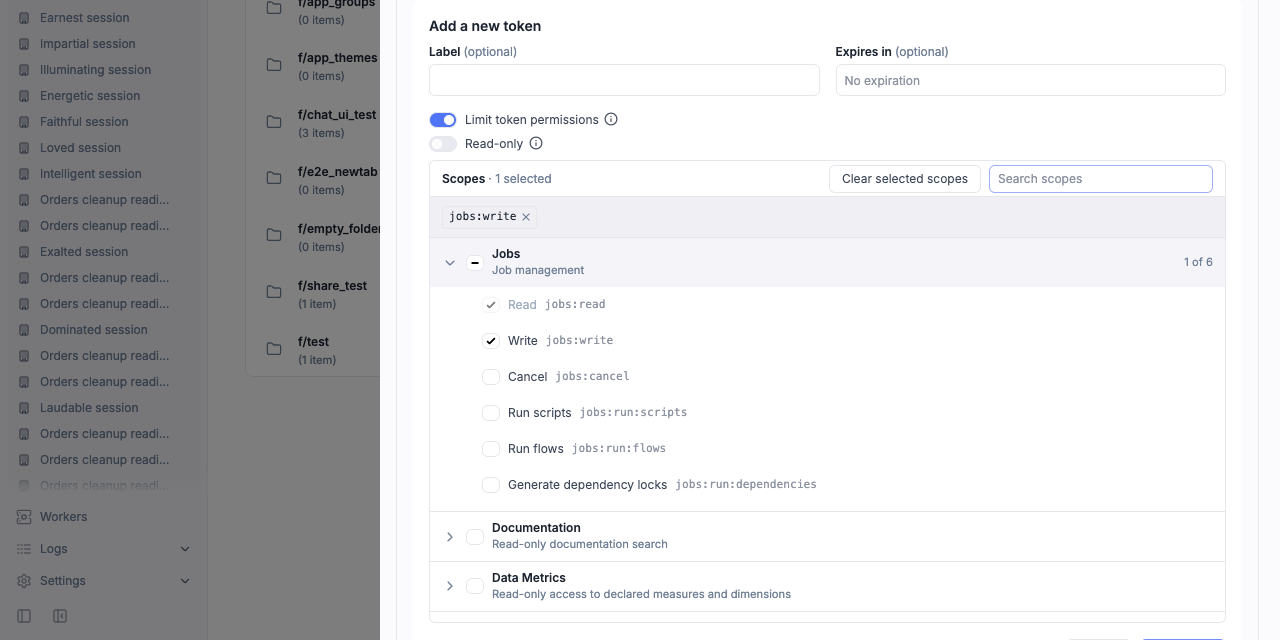 Earnest session
Impartial session
Illuminating session
Energetic session
Faithful session
Loved session
Intelligent session
Orders cleanup readi...
Orders cleanup readi...
Exalted session
Orders cleanup readi...
Orders cleanup readi...
Dominated session
Orders cleanup readi...
Orders cleanup readi...
Laudable session
Orders cleanup readi...
Orders cleanup readi...
Orders cleanup readi...
Workers
Logs
Settings
f/app_groups
(0 items)
f/app_themes
(0 items)
f/chat_ui_test
(3 items)
f/e2e_newtab
(0 items)
f/empty_folder
(0 items)
f/share_test
(1 item)
f/test
(1 item)
Add a new token
Label (optional)
Expires in (optional)
No expiration
Limit token permissions
Read-only
Scopes · 1 selected
Clear selected scopes
Search scopes
jobs:write
Jobs
Job management
1 of 6
Read jobs:read
Write jobs:write
Cancel jobs:cancel
Run scripts jobs:run:scripts
Run flows jobs:run:flows
Generate dependency locks jobs:run:dependencies
Documentation
Read-only documentation search
Data Metrics
Read-only access to declared measures and dimensions